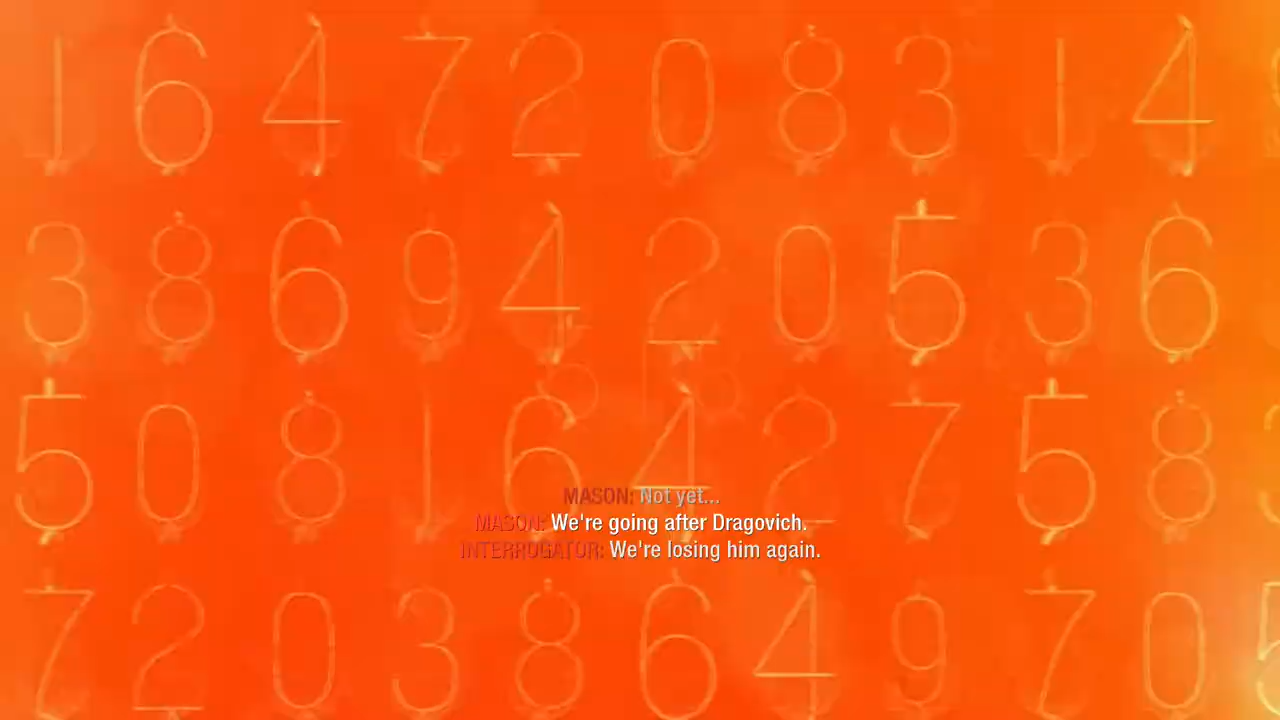 1 6 4 7 2 0 8 3 1 4
3 8 6 9 4 2 0 5 3 6
5 0 8 1 6 4 2 7 5 8
MASON: Not yet...
MASON: We're going after Dragovich.
INTERROGATOR: We're losing him again.
7 2 0 3 8 6 4 9 7 0 5